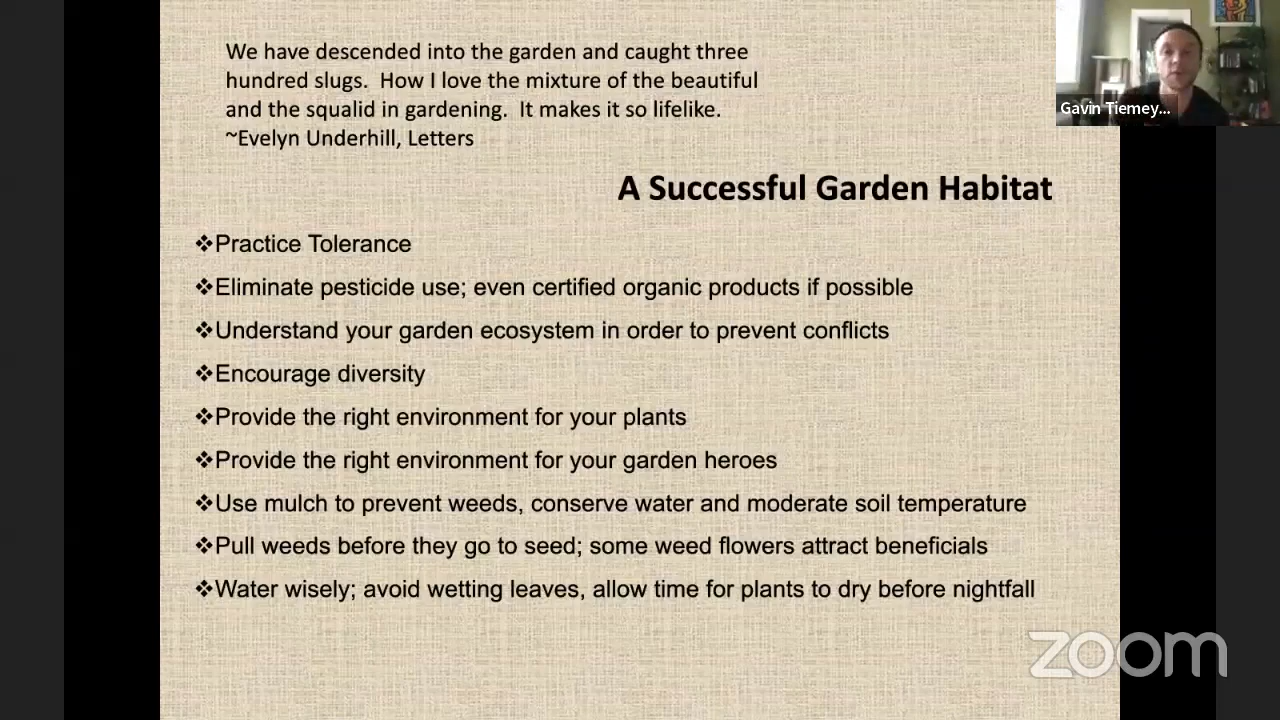 We have descended into the garden and caught three
hundred slugs.  How I love the mixture of the beautiful
and the squalid in gardening.  It makes it so lifelike.
~Evelyn Underhill, Letters
Gavin Tierney...
A Successful Garden Habitat
❖Practice Tolerance
❖Eliminate pesticide use; even certified organic products if possible
❖Understand your garden ecosystem in order to prevent conflicts
❖Encourage diversity
❖Provide the right environment for your plants
❖Provide the right environment for your garden heroes
❖Use mulch to prevent weeds, conserve water and moderate soil temperature
❖Pull weeds before they go to seed; some weed flowers attract beneficials
❖Water wisely; avoid wetting leaves, allow time for plants to dry before nightfall
zoom